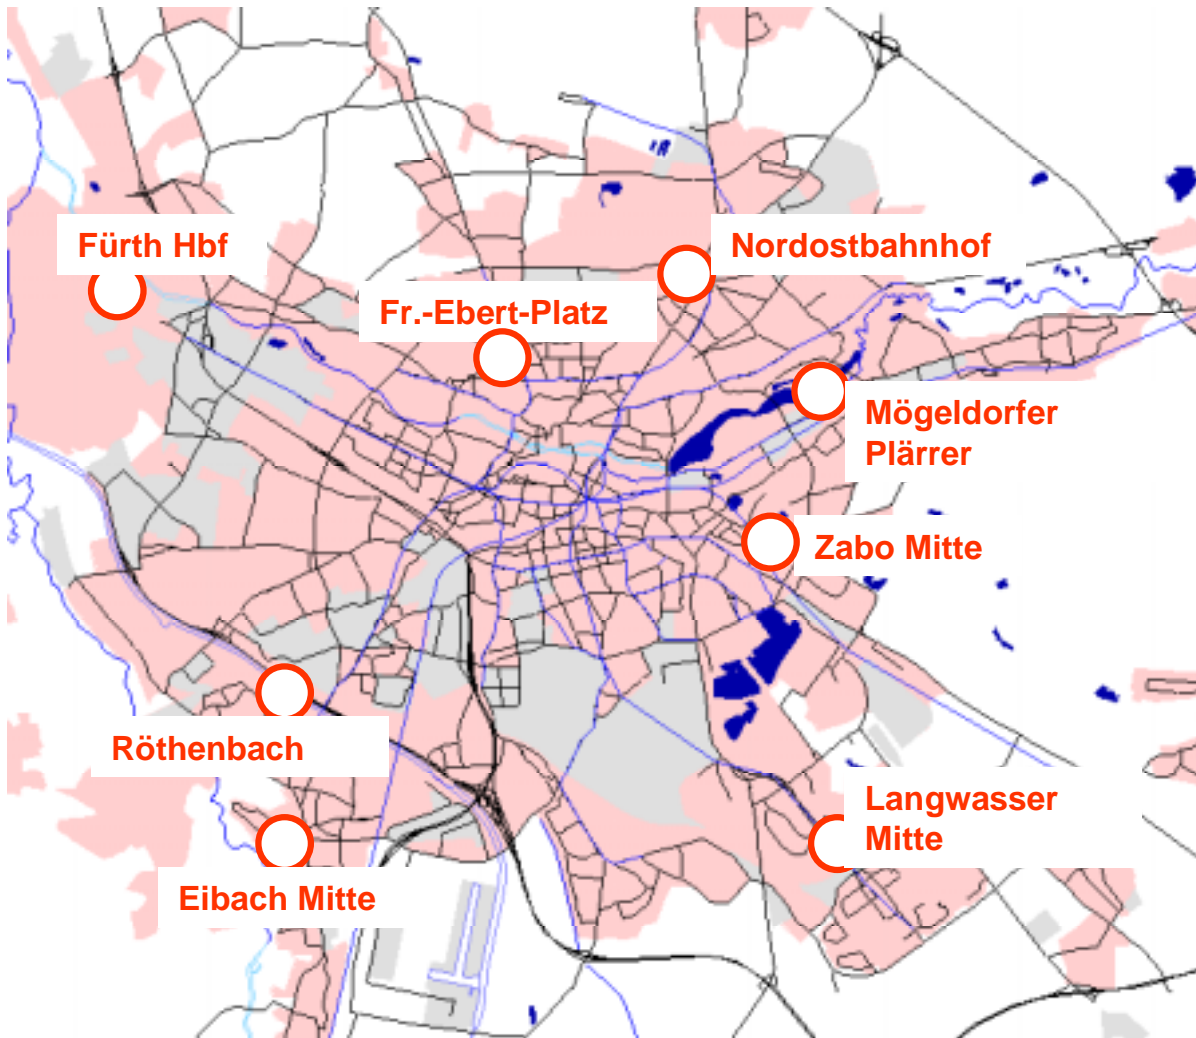 Fürth Hbf
Nordostbahnhof
Fr.-Ebert-Platz
Mögeldorfer
Plärrer
Zabo Mitte
Röthenbach
Langwasser
Mitte
Eibach Mitte